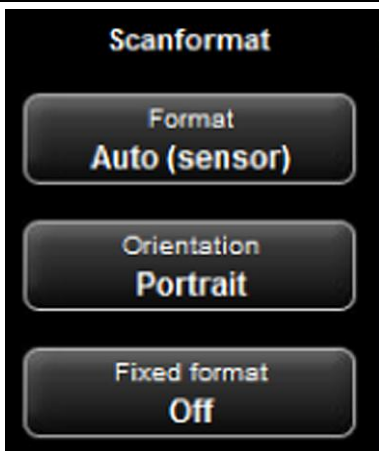 Scanformat
Format
Auto (sensor)
Orientation
Portrait
Fixed format
Off